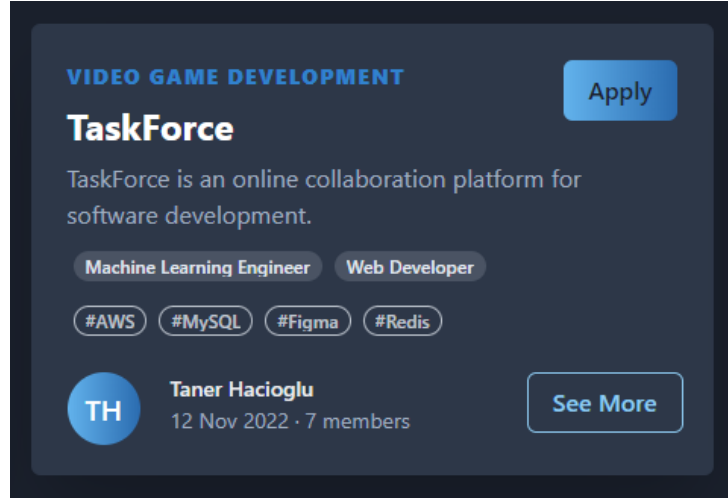 VIDEO GAME DEVELOPMENT
Apply
TaskForce
TaskForce is an online collaboration platform for
software development.
Machine Learning Engineer Web Developer
#AWS #MySQL #Figma #Redis
TH
Taner Hacioglu
12 Nov 2022 · 7 members
See More